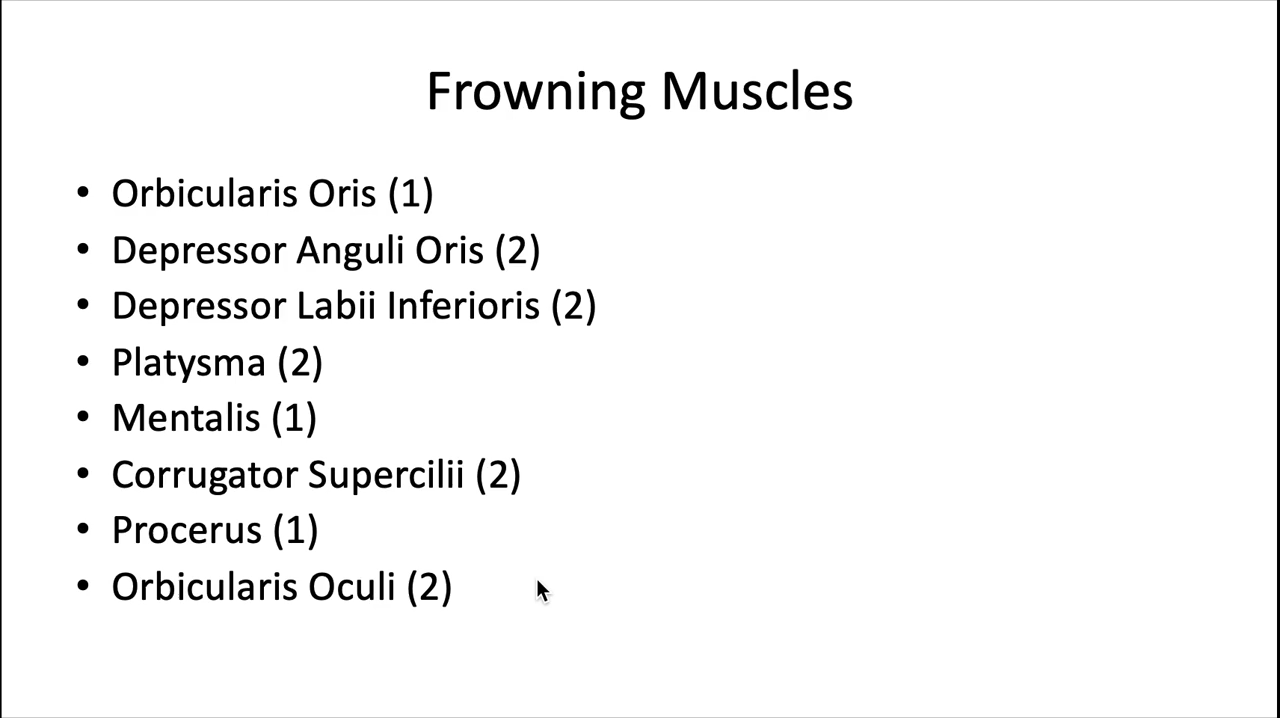 Frowning Muscles
• Orbicularis Oris (1)
• Depressor Anguli Oris (2)
• Depressor Labii Inferioris (2)
• Platysma (2)
• Mentalis (1)
• Corrugator Supercilii (2)
• Procerus (1)
• Orbicularis Oculi (2)